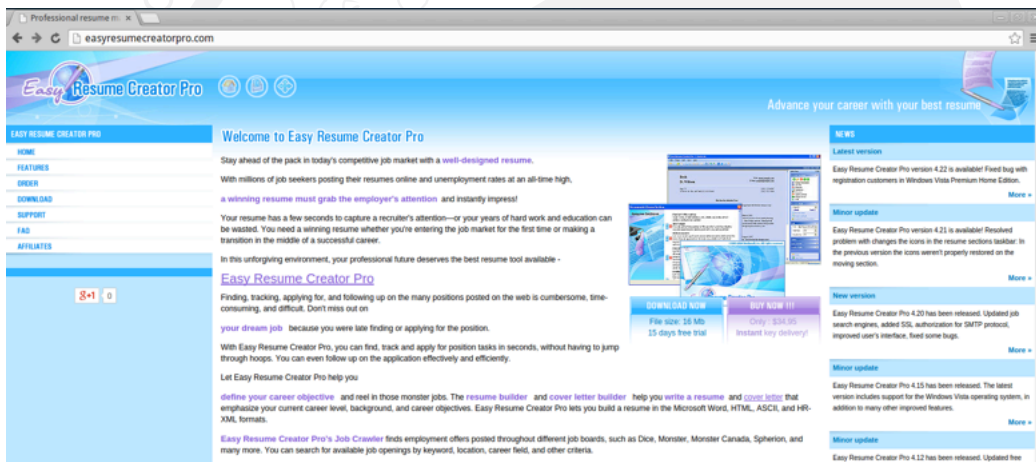 Professional resume m
easyresumecreatorpro.com
Easy Resume Creator Pro
Advance your career with your best resume
EASY RESUME CREATOR PRO
HOME
FEATURES
ORDER
DOWNLOAD
SUPPORT
FAQ
AFFILIATES
g+1 0
Welcome to Easy Resume Creator Pro
Stay ahead of the pack in today's competitive job market with a well-designed resume.
With millions of job seekers posting their resumes online and unemployment rates at an all-time high,
a winning resume must grab the employer's attention and instantly impress!
Your resume has a few seconds to capture a recruiter's attention—or your years of hard work and education can
be wasted. You need a winning resume whether you're entering the job market for the first time or making a
transition in the middle of a successful career.
In this unforgiving environment, your professional future deserves the best resume tool available -
Easy Resume Creator Pro
Finding, tracking, applying for, and following up on the many positions posted on the web is cumbersome, time-
consuming, and difficult. Don't miss out on
your dream job because you were late finding or applying for the position.
With Easy Resume Creator Pro, you can find, track and apply for position tasks in seconds, without having to jump
through hoops. You can even follow up on the application effectively and efficiently.
Let Easy Resume Creator Pro help you
define your career objective and reel in those monster jobs. The resume builder and cover letter builder help you write a resume and cover letter that
emphasize your current career level, background, and career objectives. Easy Resume Creator Pro lets you build a resume in the Microsoft Word, HTML, ASCII, and HR-
XML formats.
Easy Resume Creator Pro's Job Crawler finds employment offers posted throughout different job boards, such as Dice, Monster, Monster Canada, Spherion, and
many more. You can search for available job openings by keyword, location, career field, and other criteria.
DOWNLOAD NOW
File size: 16 Mb
15 days free trial
BUY NOW !!!
Only : $34,95
Instant key delivery!
NEWS
Latest version
Easy Resume Creator Pro version 4.22 is available! Fixed bug with
registration customers in Windows Vista Premium Home Edition.
More »
Minor update
Easy Resume Creator Pro version 4.21 is available! Resolved
problem with changes the icons in the resume sections taskbar: In
the previous version the icons weren't properly restored on the
moving section.
More »
New version
Easy Resume Creator Pro 4.20 has been released. Updated job
search engines, added SSL authorization for SMTP protocol,
improved user's interface, fixed some bugs.
More »
Minor update
Easy Resume Creator Pro 4.15 has been released. The latest
version includes support for the Windows Vista operating system, in
addition to many other improved features.
More »
Minor update
Easy Resume Creator Pro 4.12 has been released. Updated free